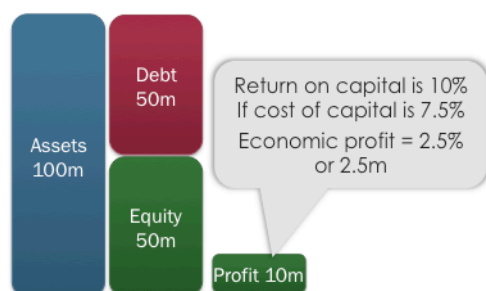 Assets
100m
Debt
50m
Equity
50m
Return on capital is 10%
If cost of capital is 7.5%
Economic profit = 2.5%
or 2.5m
Profit 10m